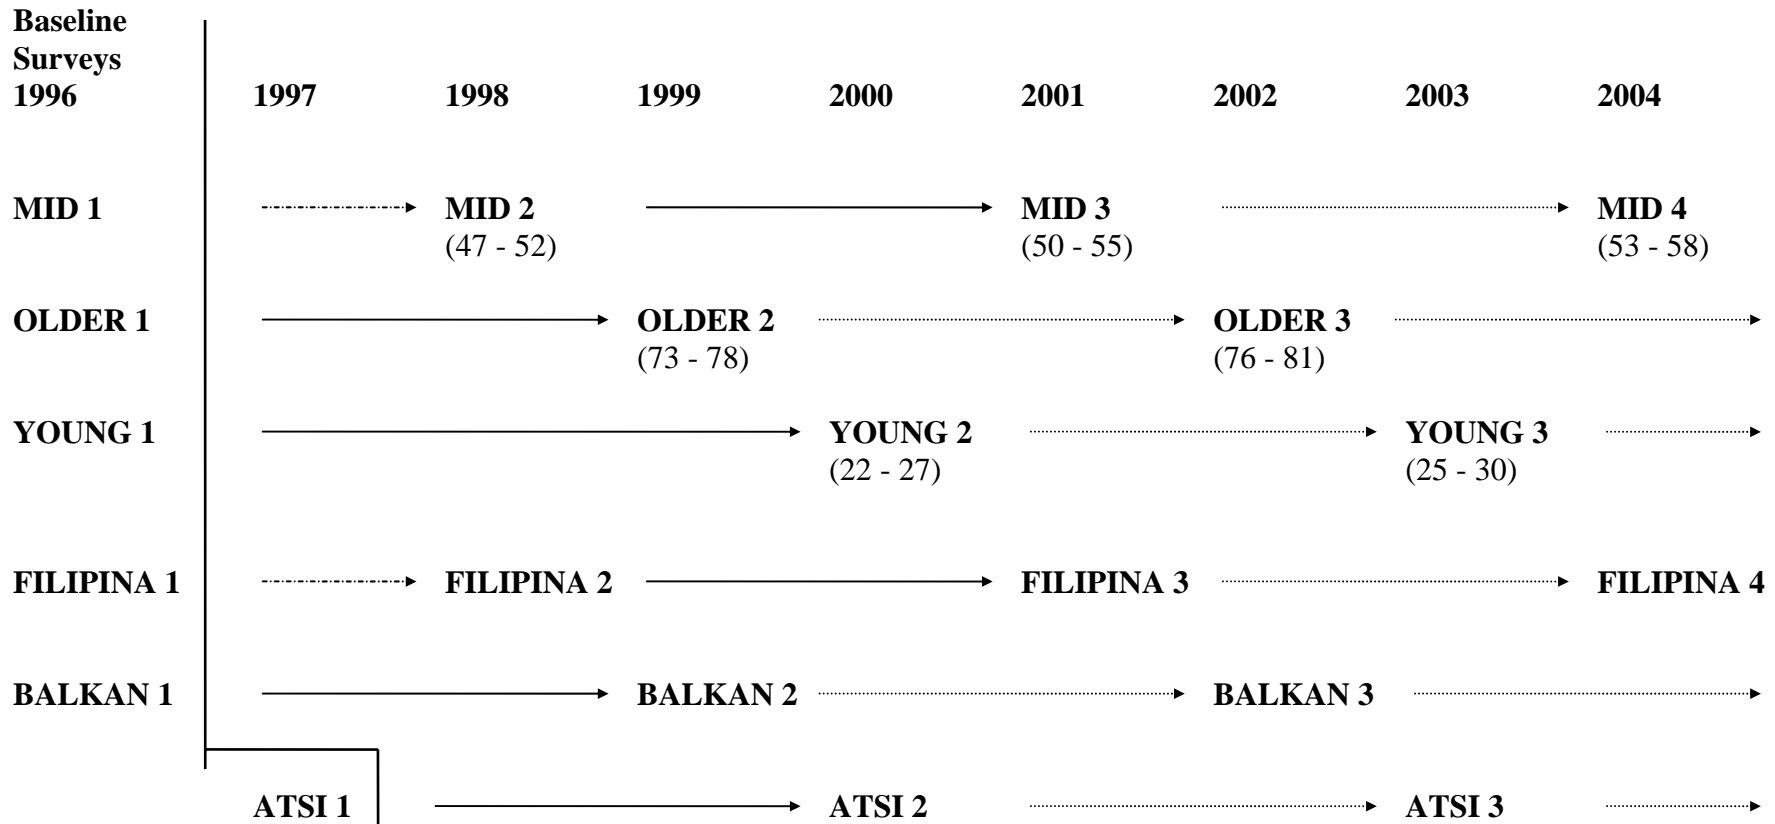 Baseline
Surveys
1996 1997 1998 1999 2000 2001 2002 2003 2004
MID 1 MID 2 MID 3 MID 4
(47 - 52) (50 - 55) (53 - 58)
OLDER 1 OLDER 2 OLDER 3
(73 - 78) (76 - 81)
YOUNG 1 YOUNG 2 YOUNG 3
(22 - 27) (25 - 30)
FILIPINA 1 FILIPINA 2 FILIPINA 3 FILIPINA 4
BALKAN 1 BALKAN 2 BALKAN 3
ATSI 1 ATSI 2 ATSI 3